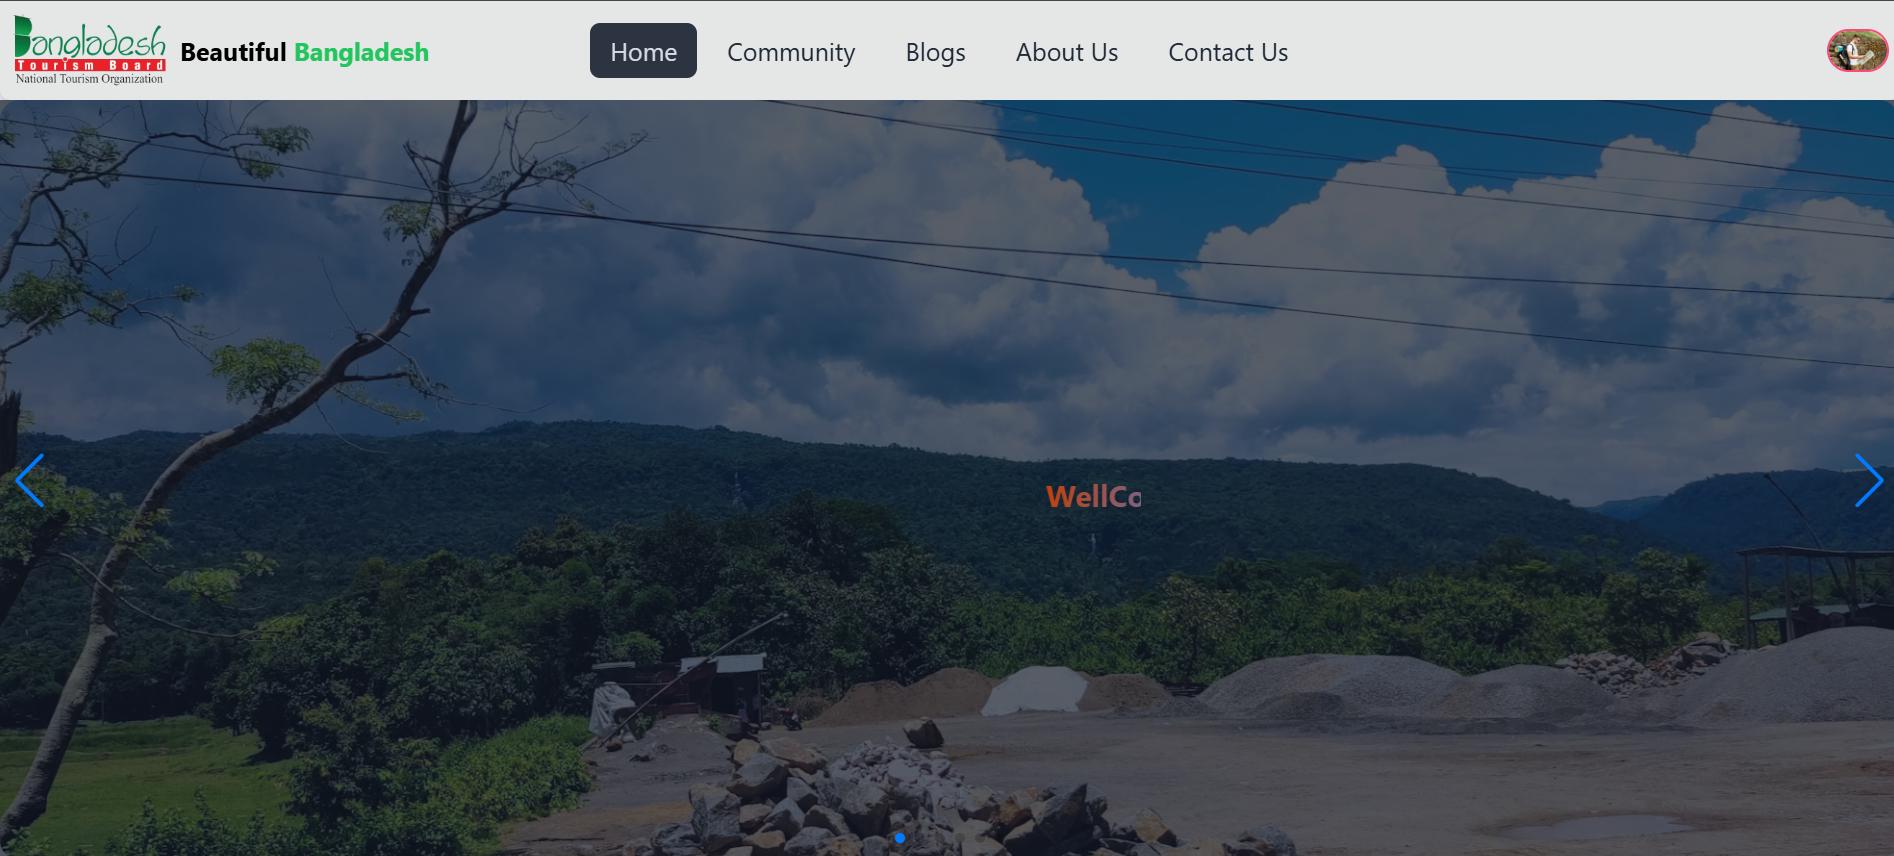 Bangladesh
Tourism Board
National Tourism Organization
Beautiful Bangladesh
Home
Community
Blogs
About Us
Contact Us
WellCo